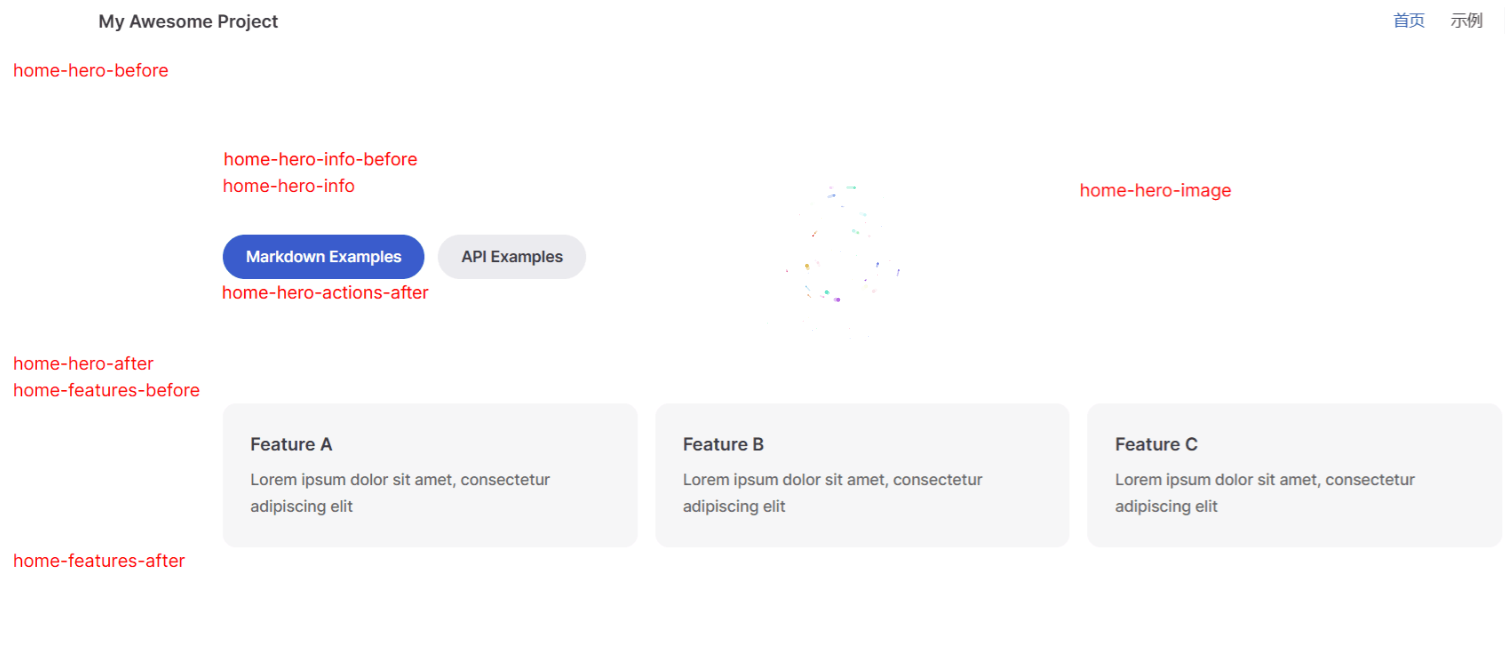 My Awesome Project
首页 示例
home-hero-before
home-hero-info-before
home-hero-info
home-hero-image
Markdown Examples
API Examples
home-hero-actions-after
home-hero-after
home-features-before
Feature A
Lorem ipsum dolor sit amet, consectetur
adipiscing elit
Feature B
Lorem ipsum dolor sit amet, consectetur
adipiscing elit
Feature C
Lorem ipsum dolor sit amet, consectetur
adipiscing elit
home-features-after